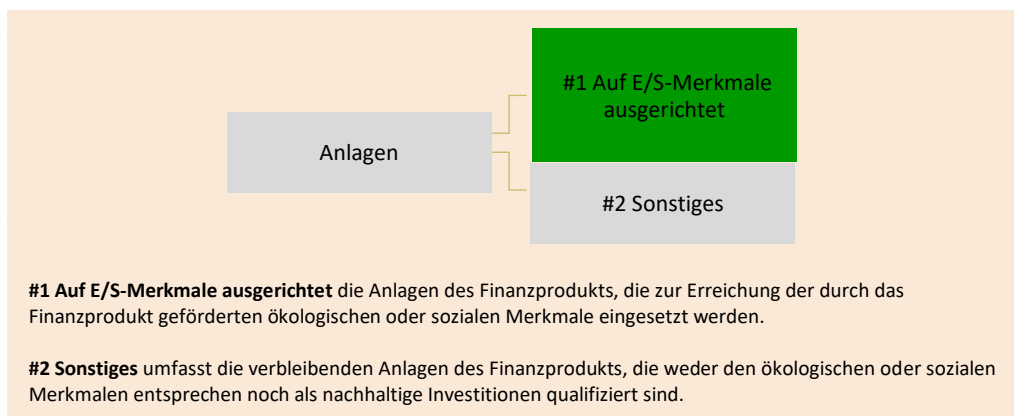 #1 Auf E/S-Merkmale
ausgerichtet
Anlagen
#2 Sonstiges
#1 Auf E/S-Merkmale ausgerichtet die Anlagen des Finanzprodukts, die zur Erreichung der durch das
Finanzprodukt geförderten ökologischen oder sozialen Merkmale eingesetzt werden.
#2 Sonstiges umfasst die verbleibenden Anlagen des Finanzprodukts, die weder den ökologischen oder sozialen
Merkmalen entsprechen noch als nachhaltige Investitionen qualifiziert sind.